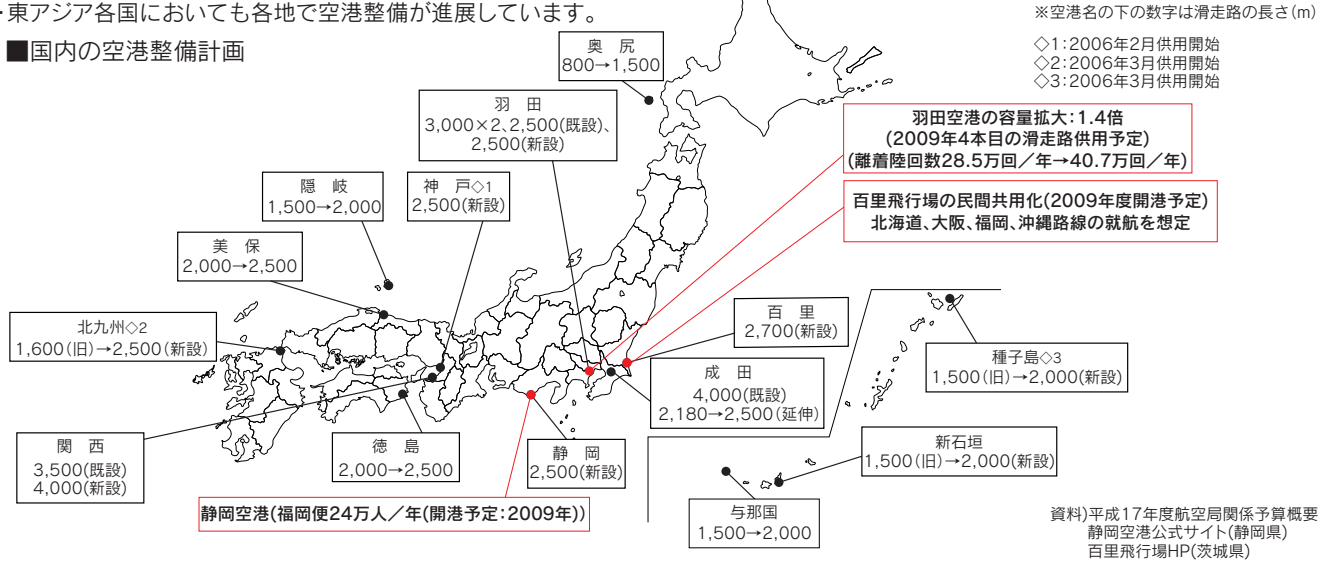 ・東アジア各国においても各地で空港整備が進展しています。
■国内の空港整備計画
※空港名の下の数字は滑走路の長さ(m)
◇1:2006年2月供用開始
◇2:2006年3月供用開始
◇3:2006年3月供用開始
奥 尻
800→1,500
羽 田
3,000×2、2,500(既設)、
2,500(新設)
羽田空港の容量拡大:1.4倍
(2009年4本目の滑走路供用予定)
(離着陸回数28.5万回/年→40.7万回/年)
隠 岐
1,500→2,000
神 戸◇1
2,500(新設)
百里飛行場の民間共用化(2009年度開港予定)
北海道、大阪、福岡、沖縄路線の就航を想定
美 保
2,000→2,500
北九州◇2
1,600(旧)→2,500(新設)
百 里
2,700(新設)
種子島◇3
1,500(旧)→2,000(新設)
成 田
4,000(既設)
2,180→2,500(延伸)
関 西
3,500(既設)
4,000(新設)
徳 島
2,000→2,500
静 岡
2,500(新設)
新石垣
1,500(旧)→2,000(新設)
静岡空港(福岡便24万人/年(開港予定:2009年))
与那国
1,500→2,000
資料)平成17年度航空局関係予算概要
静岡空港公式サイト(静岡県)
百里飛行場HP(茨城県)